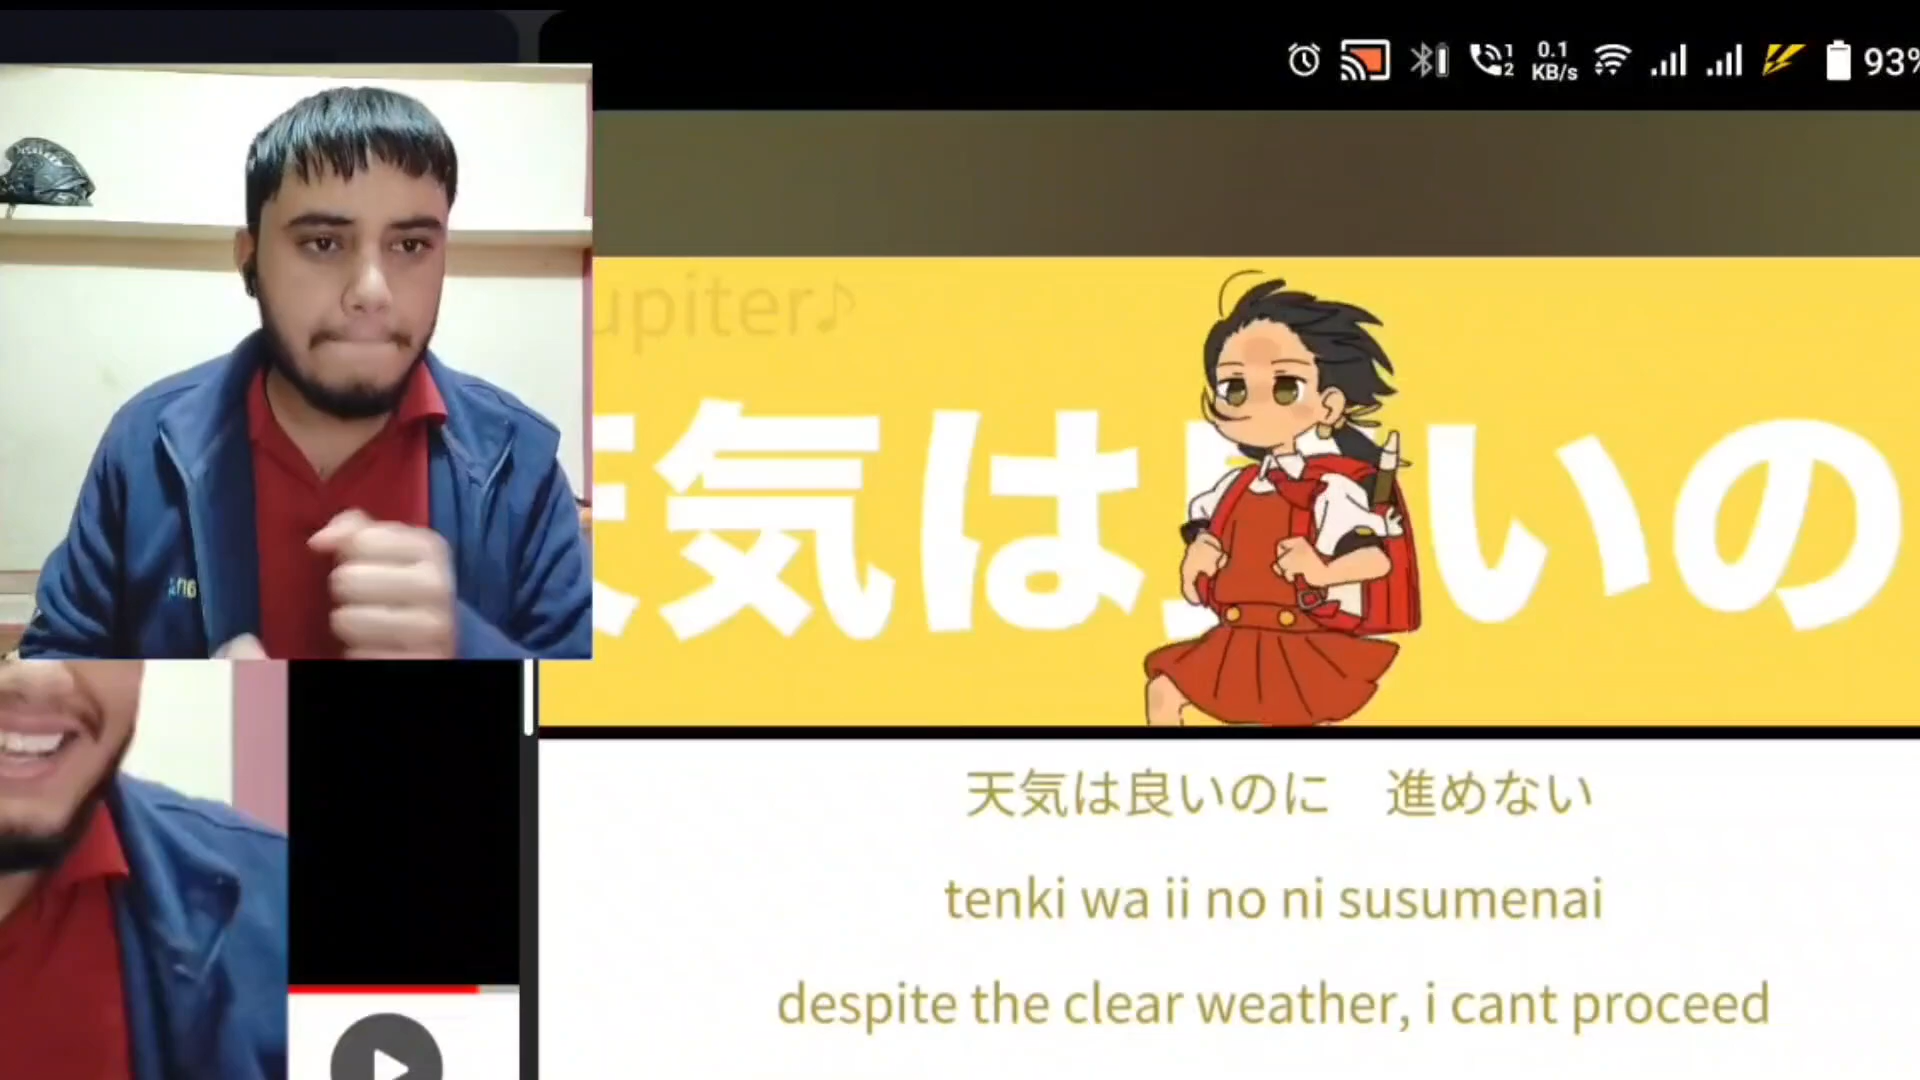 0.1
KB/s
93%
upiter♪
天気は良いの
天気は良いのに 進めない
tenki wa ii no ni susumenai
despite the clear weather, i cant proceed